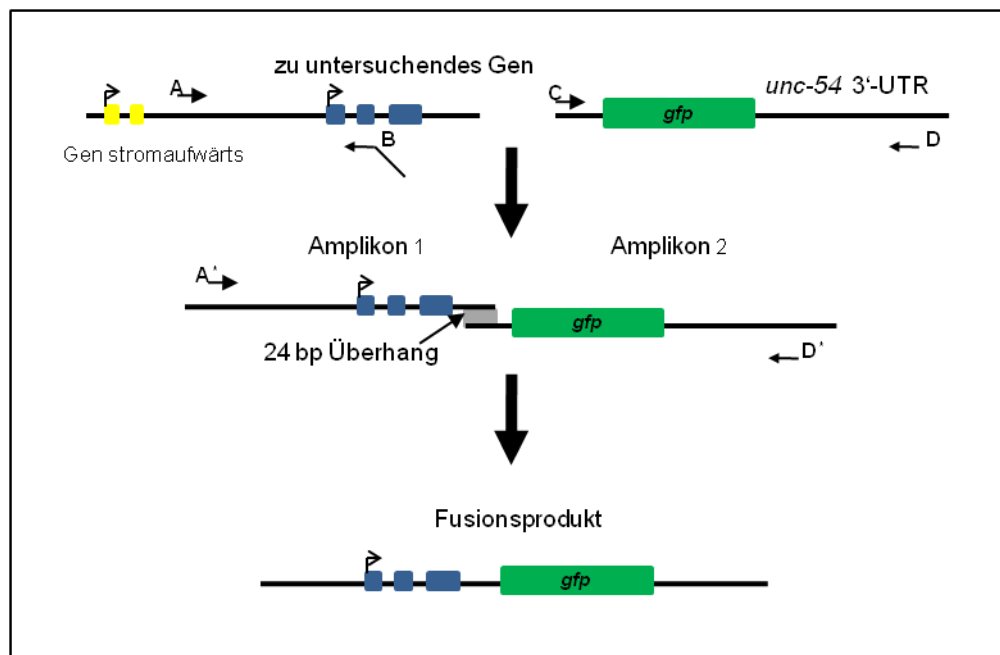 zu untersuchendes Gen
A
C
unc-54 3'-UTR
gfp
B
D
Gen stromaufwärts
Amplikon 1
Amplikon 2
A'
gfp
24 bp Überhang
D'
Fusionsprodukt
gfp